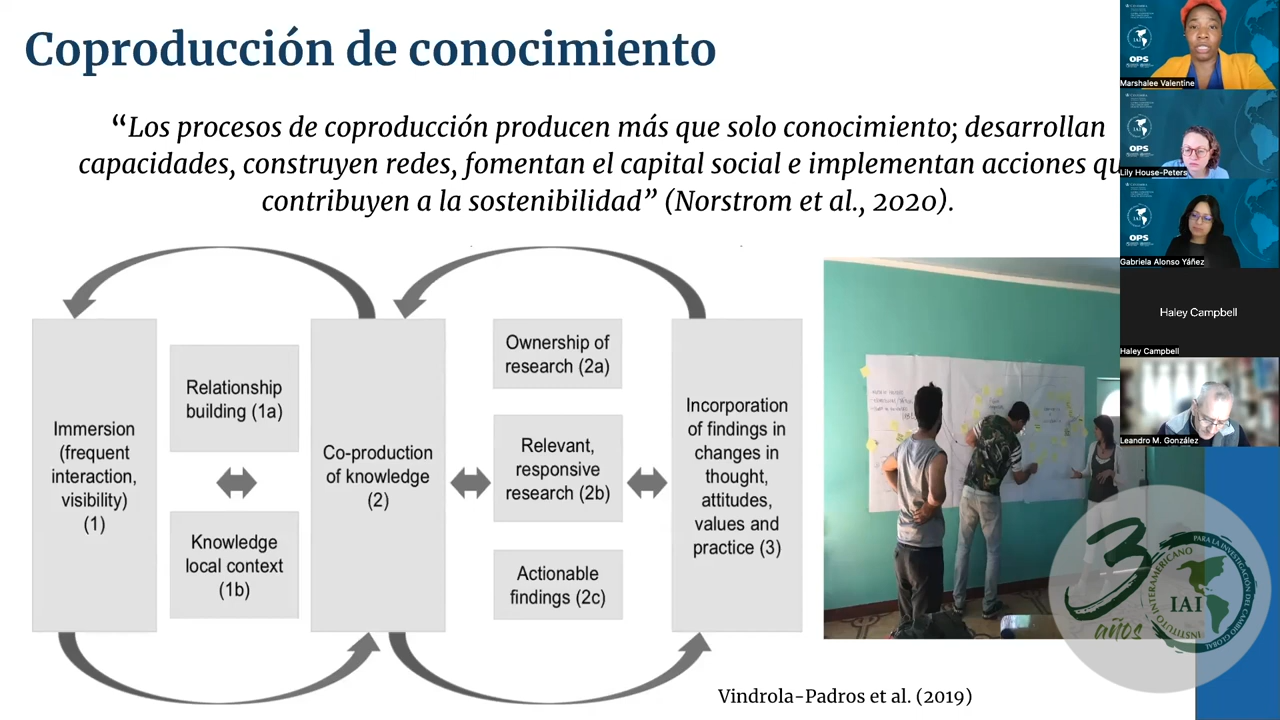 Coproducción de conocimiento
“Los procesos de coproducción producen más que solo conocimiento; desarrollan
capacidades, construyen redes, fomentan el capital social e implementan acciones qu
contribuyen a la sostenibilidad” (Norstrom et al., 2020).
Immersion
(frequent
interaction,
visibility)
(1)
Relationship
building (1a)
Knowledge
local context
(1b)
Co-production
of knowledge
(2)
Ownership of
research (2a)
Relevant,
responsive
research (2b)
Actionable
findings (2c)
Incorporation
of findings in
changes in
thought,
attitudes,
values and
practice (3)
Vindrola-Padros et al. (2019)
IAI
OPS
Marshalee Valentine
Lily House-Peters
IAI
OPS
Gabriela Alonso Yáñez
Haley Campbell
Haley Campbell
Leandro M. González
30
años
INSTITUTO INTERAMERICANO
PARA LA INVESTIGACIÓN DEL CAMBIO GLOBAL
IAI